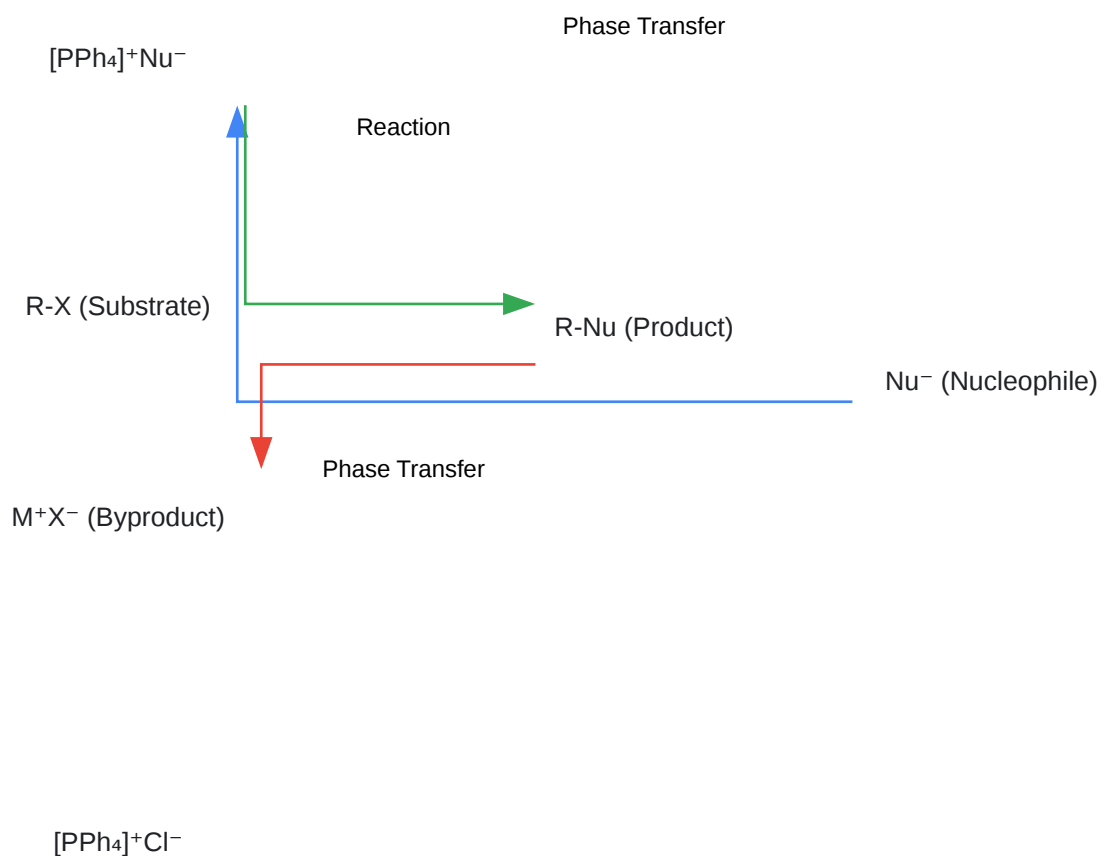 Phase Transfer
[PPh₄]⁺Nu⁻
Reaction
R-X (Substrate)
R-Nu (Product)
Nu⁻ (Nucleophile)
Phase Transfer
M⁺X⁻ (Byproduct)
[PPh₄]⁺Cl⁻